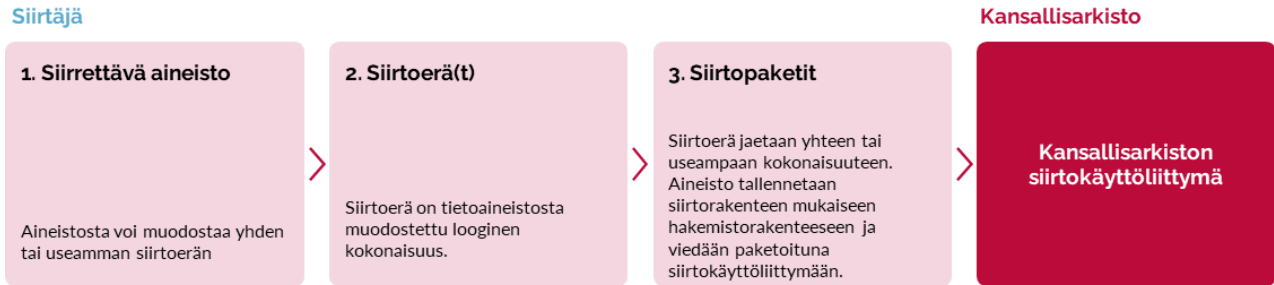 Siirtäjä
Kansallisarkisto
1. Siirrettävä aineisto
Aineistosta voi muodostaa yhden
tai useamman siirtoerän
2. Siirtoerä(t)
Siirtoerä on tietoaineistosta
muodostettu looginen
kokonaisuus.
3. Siirtopaketit
Siirtoerä jaetaan yhteen tai
useampaan kokonaisuuteen.
Aineisto tallennetaan
siirtorakenteen mukaiseen
hakemistorakenteeseen ja
viedään paketoituna
siirtokäyttöliittymään.
Kansallisarkiston
siirtokäyttöliittymä